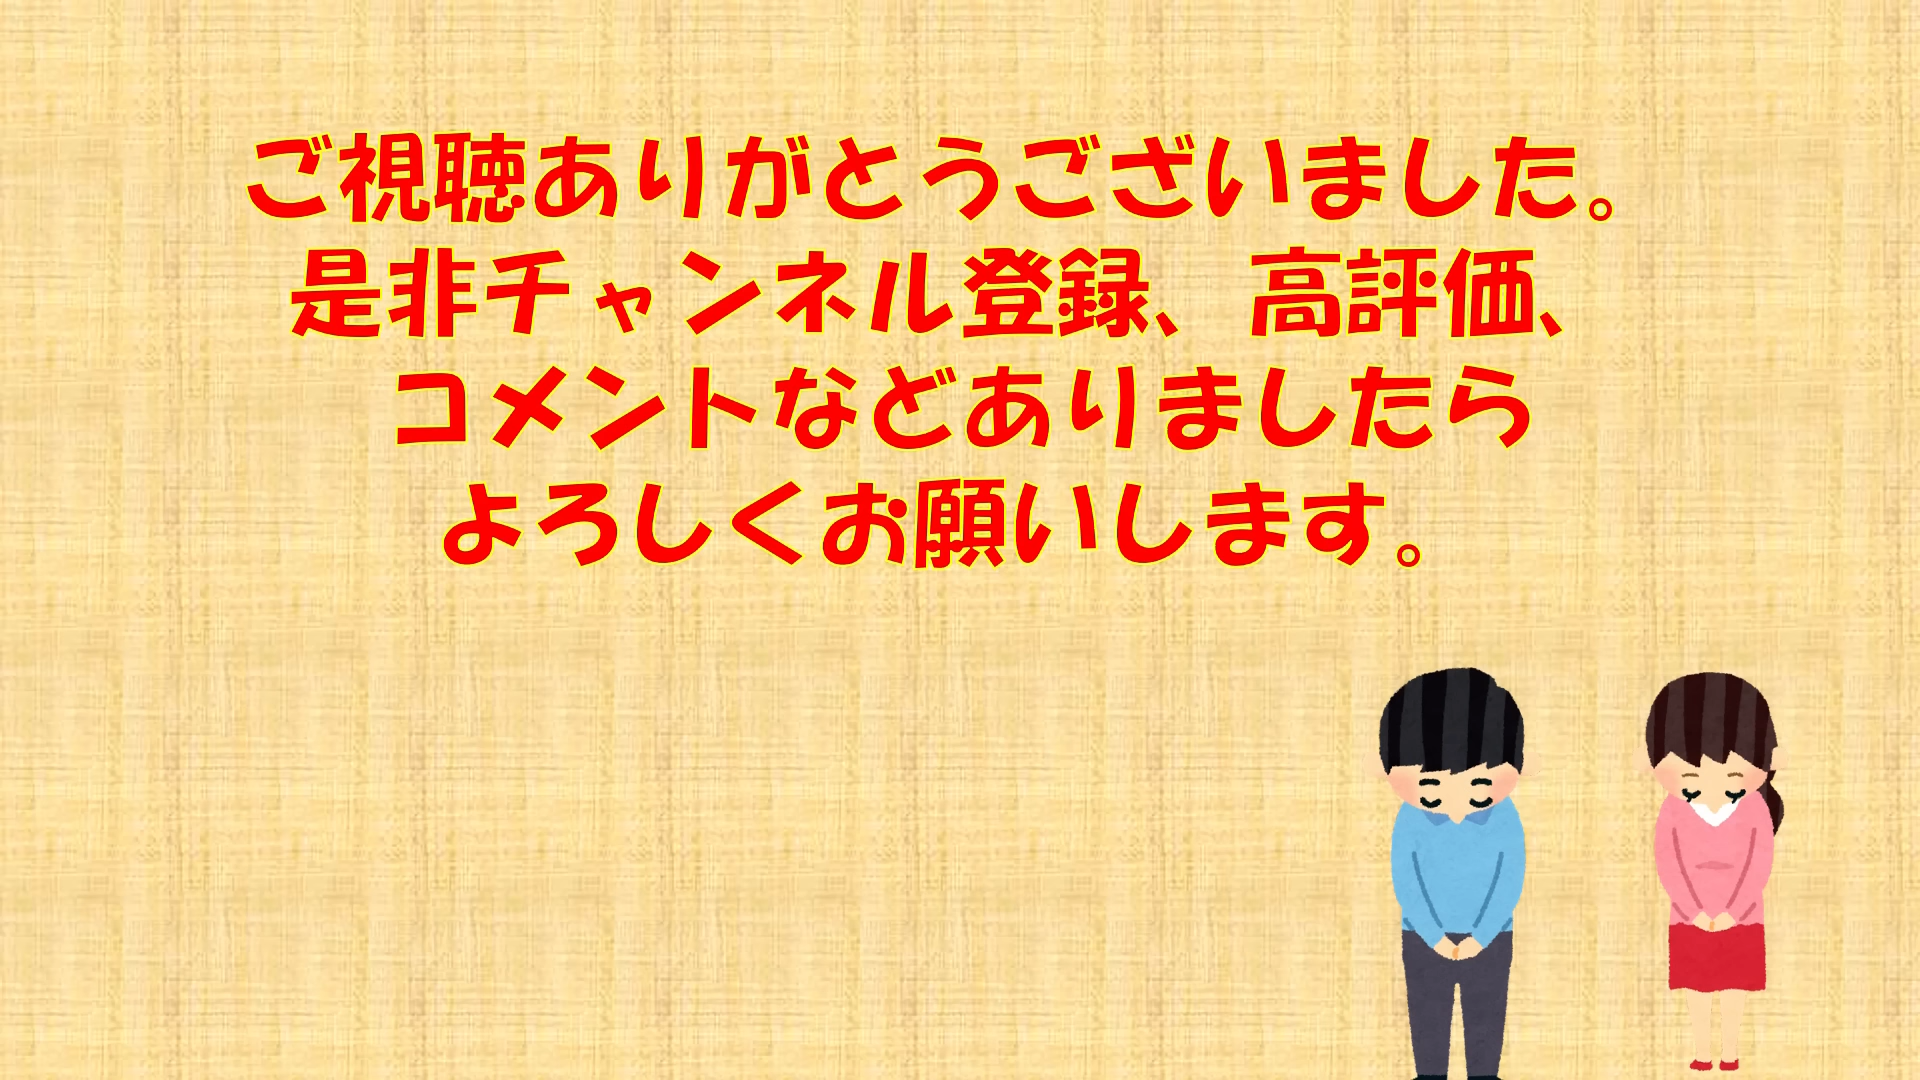 ご視聴ありがとうございました。
是非チャンネル登録、高評価、
コメントなどありましたら
よろしくお願いします。